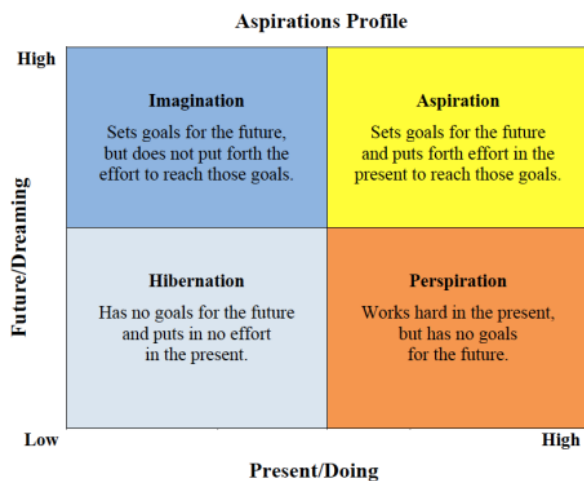 Aspirations Profile
High
Imagination
Sets goals for the future,
but does not put forth the
effort to reach those goals.
Aspiration
Sets goals for the future
and puts forth effort in the
present to reach those goals.
Future/Dreaming
Hibernation
Has no goals for the future
and puts in no effort
in the present.
Perspiration
Works hard in the present,
but has no goals
for the future.
Low
High
Present/Doing